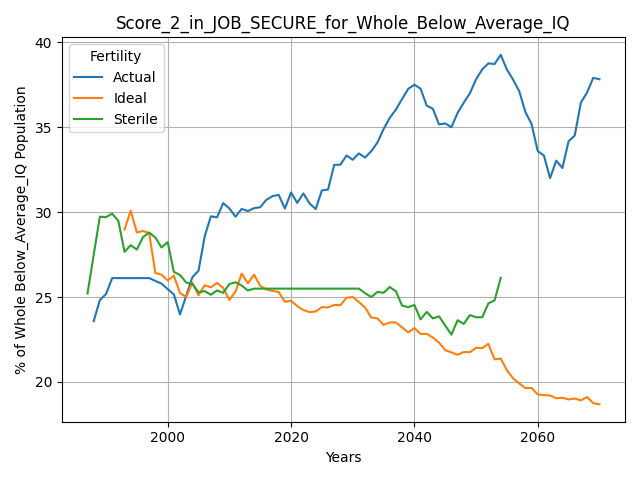 Score_2_in_JOB_SECURE_for_Whole_Below_Average_IQ
Fertility
Actual
Ideal
Sterile
% of Whole Below_Average_IQ Population
40
35
30
25
20
2000
2020
2040
2060
Years